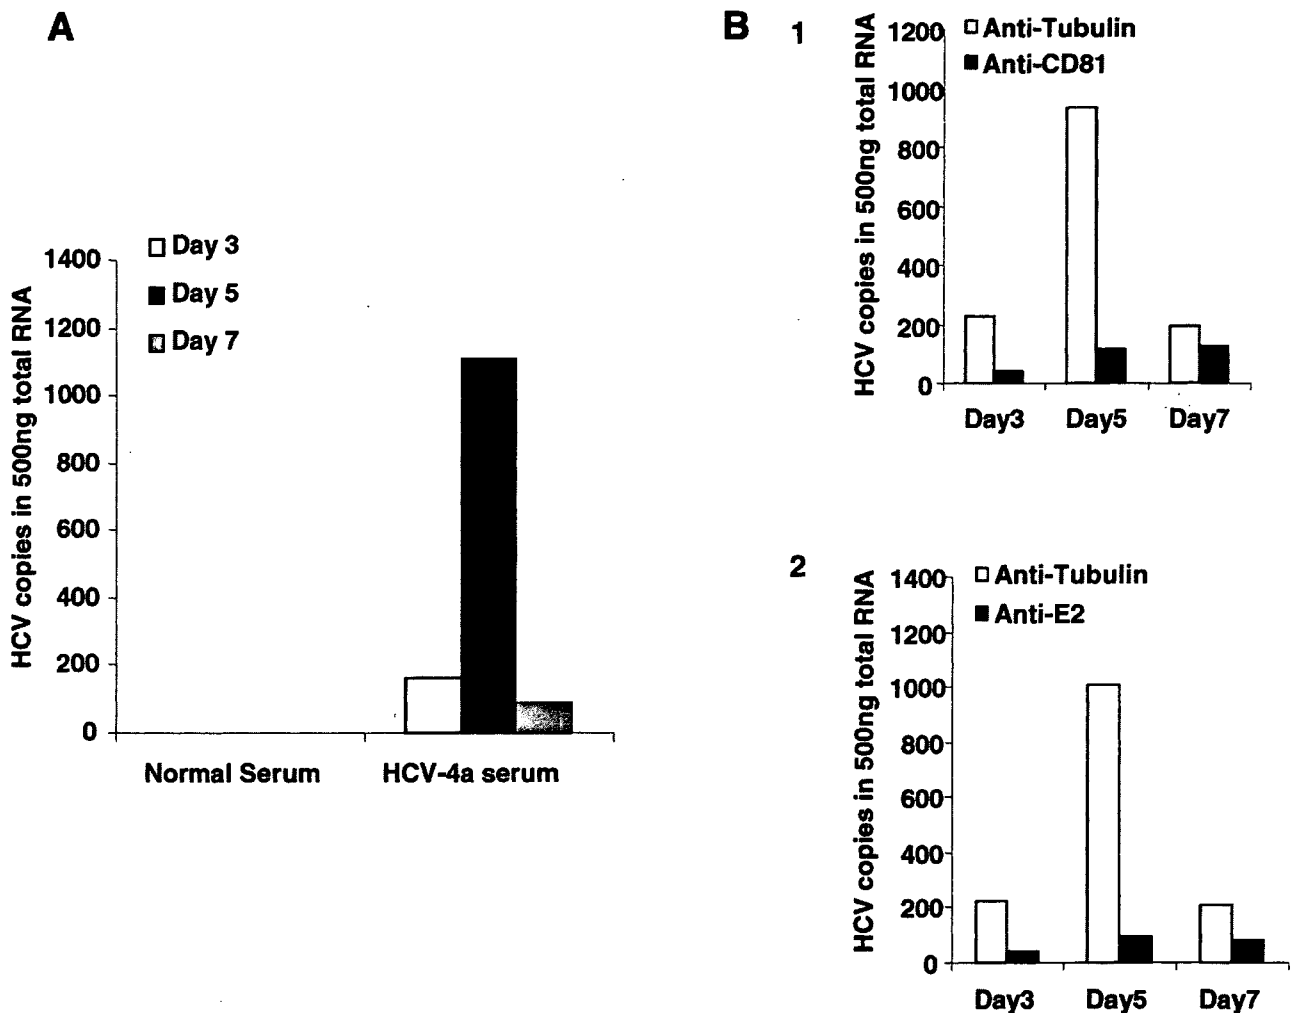 A
HCV copies in 500ng total RNA
1400
1200
1000
800
600
400
200
0
Day 3
Day 5
Day 7
Normal Serum
HCV-4a serum
B
1
HCV copies in 500ng total RNA
1200
1000
800
600
400
200
0
Anti-Tubulin
Anti-CD81
Day3
Day5
Day7
2
HCV copies in 500ng total RNA
1400
1200
1000
800
600
400
200
0
Anti-Tubulin
Anti-E2
Day3
Day5
Day7